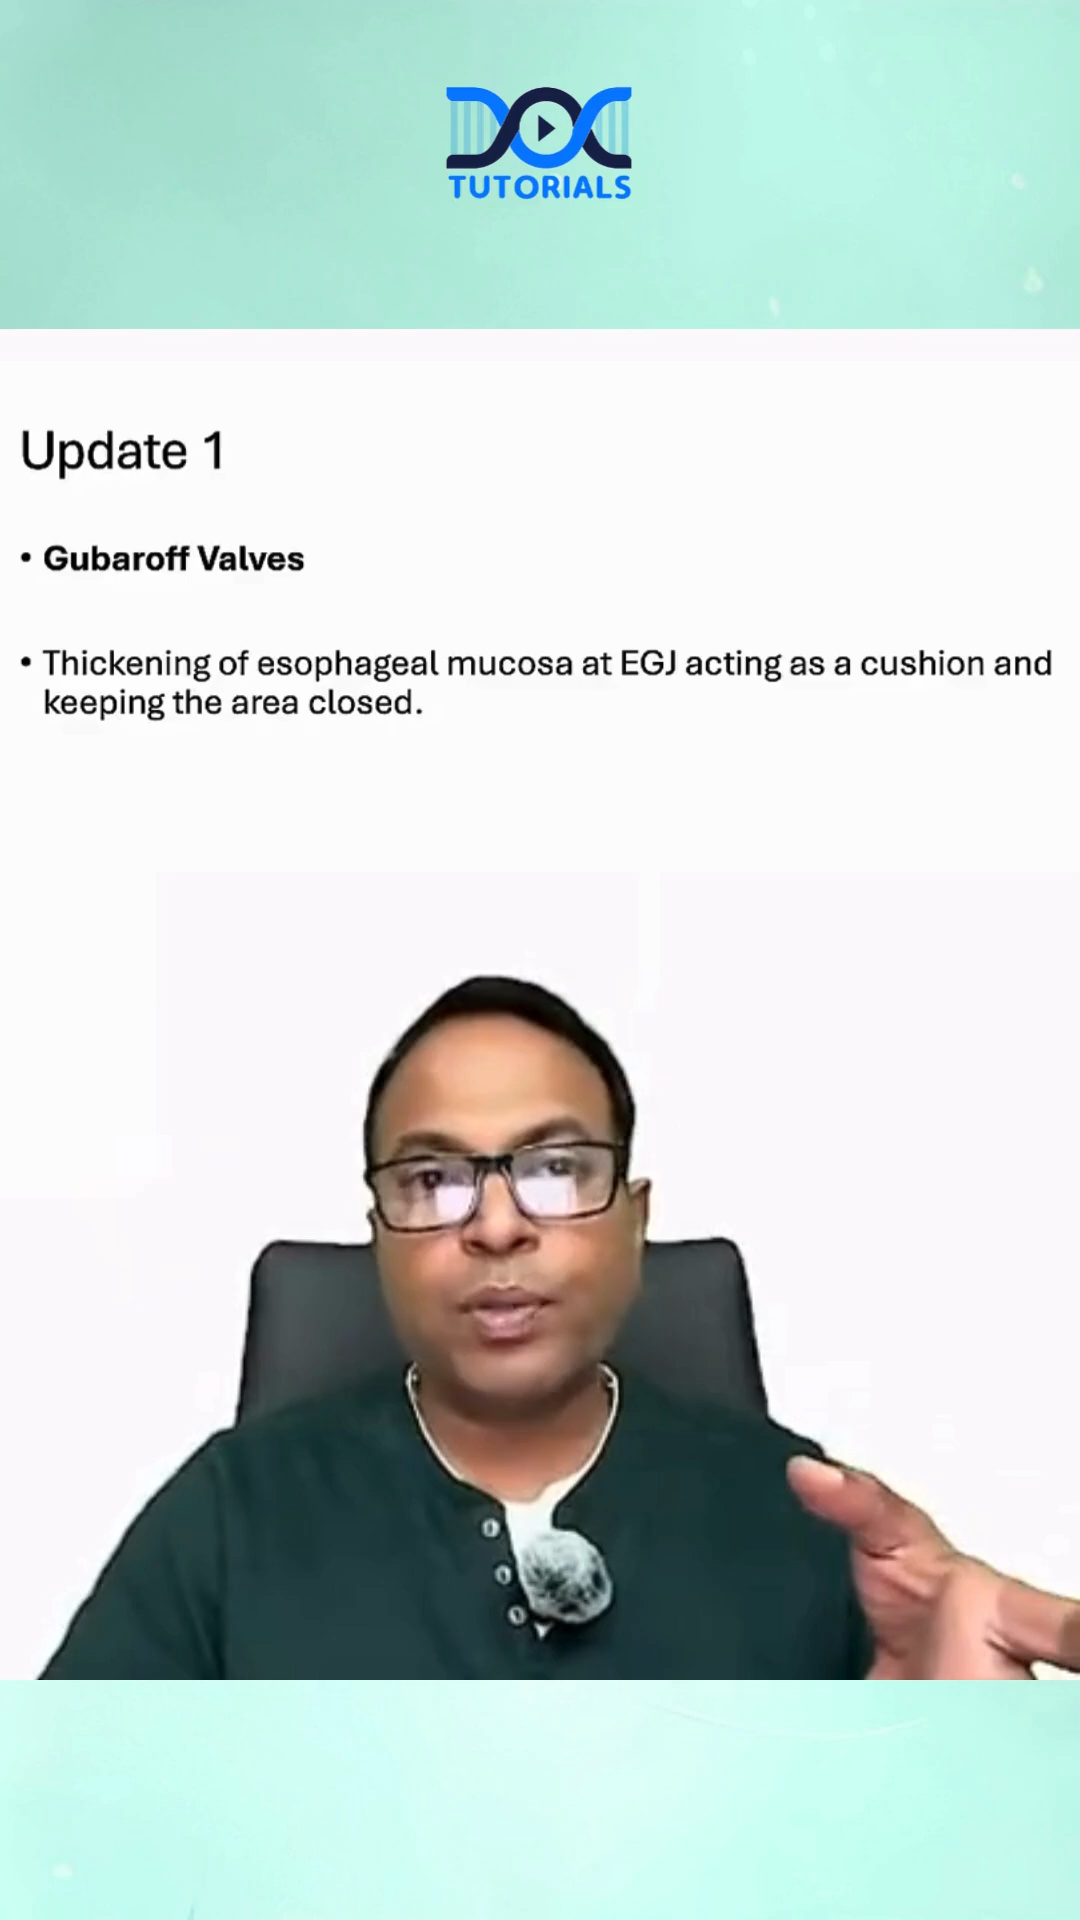 DOC
TUTORIALS
Update 1
• Gubaroff Valves
• Thickening of esophageal mucosa at EGJ acting as a cushion and
keeping the area closed.